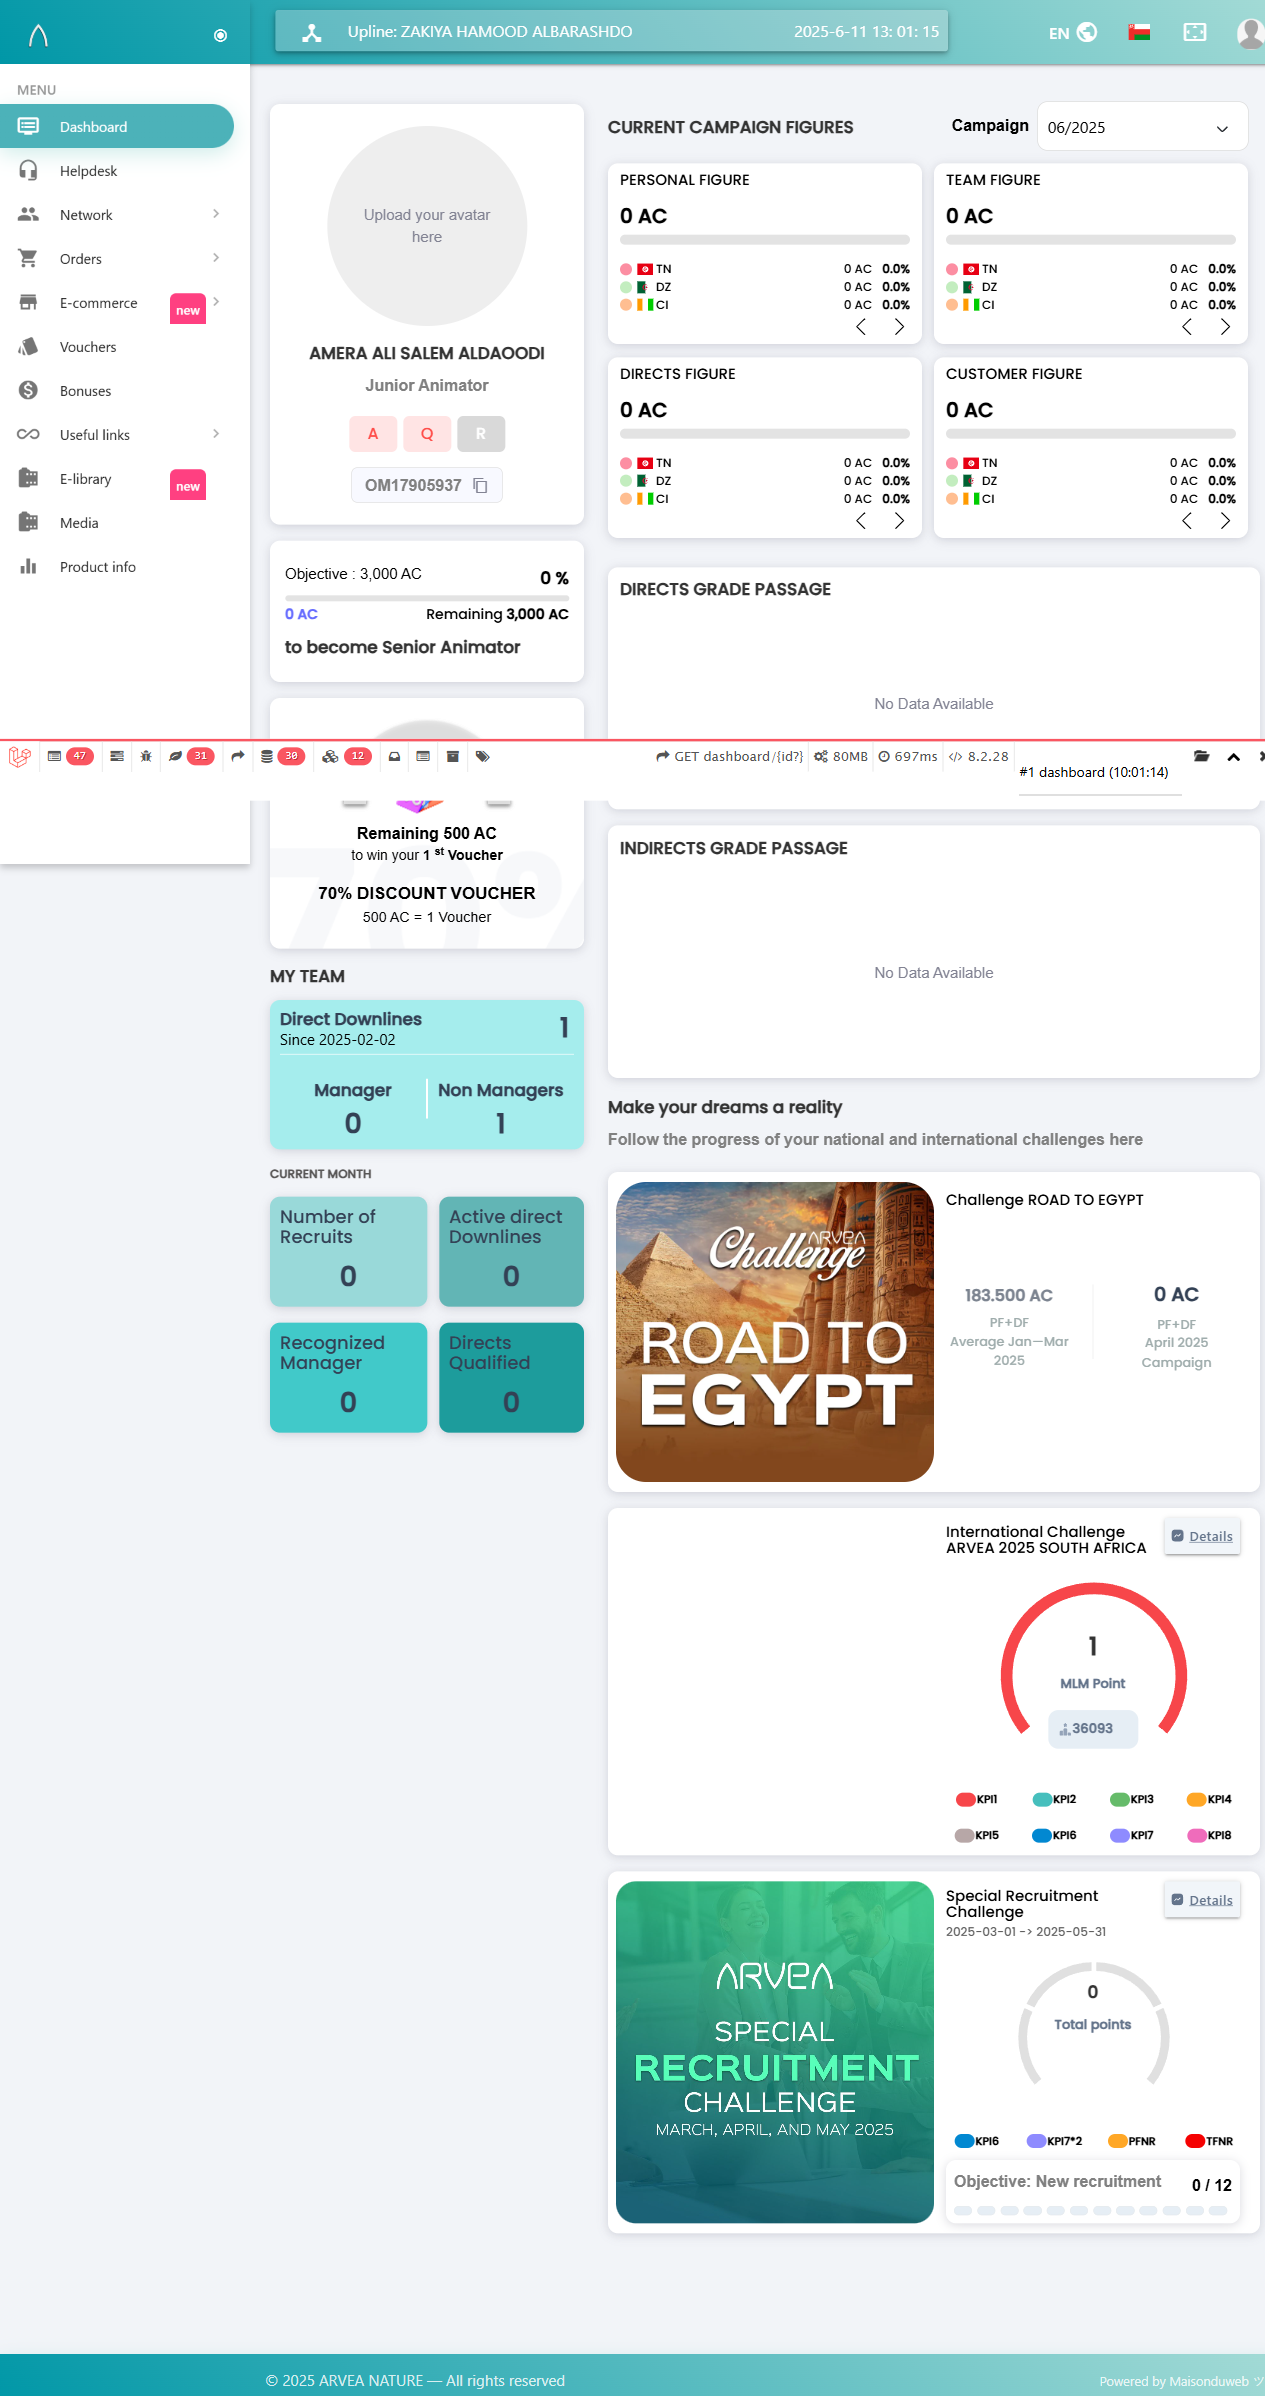 Upline: ZAKIYA HAMOOD ALBARASHDO
2025-6-11 13: 01: 15
EN
MENU
Dashboard
Helpdesk
Network
Orders
E-commerce
new
Vouchers
Bonuses
Useful links
E-library
new
Media
Product info
Upload your avatar
here
AMERA ALI SALEM ALDAOODI
Junior Animator
A Q R
OM17905937
Objective : 3,000 AC
0 %
0 AC
Remaining 3,000 AC
to become Senior Animator
CURRENT CAMPAIGN FIGURES
Campaign
06/2025
PERSONAL FIGURE
0 AC
TN 0 AC 0.0%
DZ 0 AC 0.0%
CI 0 AC 0.0%
TEAM FIGURE
0 AC
TN 0 AC 0.0%
DZ 0 AC 0.0%
CI 0 AC 0.0%
DIRECTS FIGURE
0 AC
TN 0 AC 0.0%
DZ 0 AC 0.0%
CI 0 AC 0.0%
CUSTOMER FIGURE
0 AC
TN 0 AC 0.0%
DZ 0 AC 0.0%
CI 0 AC 0.0%
DIRECTS GRADE PASSAGE
No Data Available
47 31 30 12
GET dashboard/{id?} 80MB 697ms 8.2.28
#1 dashboard (10:01:14)
Remaining 500 AC
to win your 1 st Voucher
70% DISCOUNT VOUCHER
500 AC = 1 Voucher
70%
INDIRECTS GRADE PASSAGE
No Data Available
MY TEAM
Direct Downlines
Since 2025-02-02
1
Manager
0
Non Managers
1
CURRENT MONTH
Number of
Recruits
0
Active direct
Downlines
0
Recognized
Manager
0
Directs
Qualified
0
Make your dreams a reality
Follow the progress of your national and international challenges here
ARVEA
Challenge
ROAD TO
EGYPT
Challenge ROAD TO EGYPT
183.500 AC
PF+DF
Average Jan—Mar
2025
0 AC
PF+DF
April 2025
Campaign
International Challenge
ARVEA 2025 SOUTH AFRICA
Details
1
MLM Point
36093
KPI1 KPI2 KPI3 KPI4
KPI5 KPI6 KPI7 KPI8
ARVEA
SPECIAL
RECRUITMENT
CHALLENGE
MARCH, APRIL, AND MAY 2025
Special Recruitment
Challenge
2025-03-01 -> 2025-05-31
Details
0
Total points
KPI6 KPI7*2 PFNR TFNR
Objective: New recruitment
0 / 12
© 2025 ARVEA NATURE — All rights reserved
Powered by Maisonduweb ツ